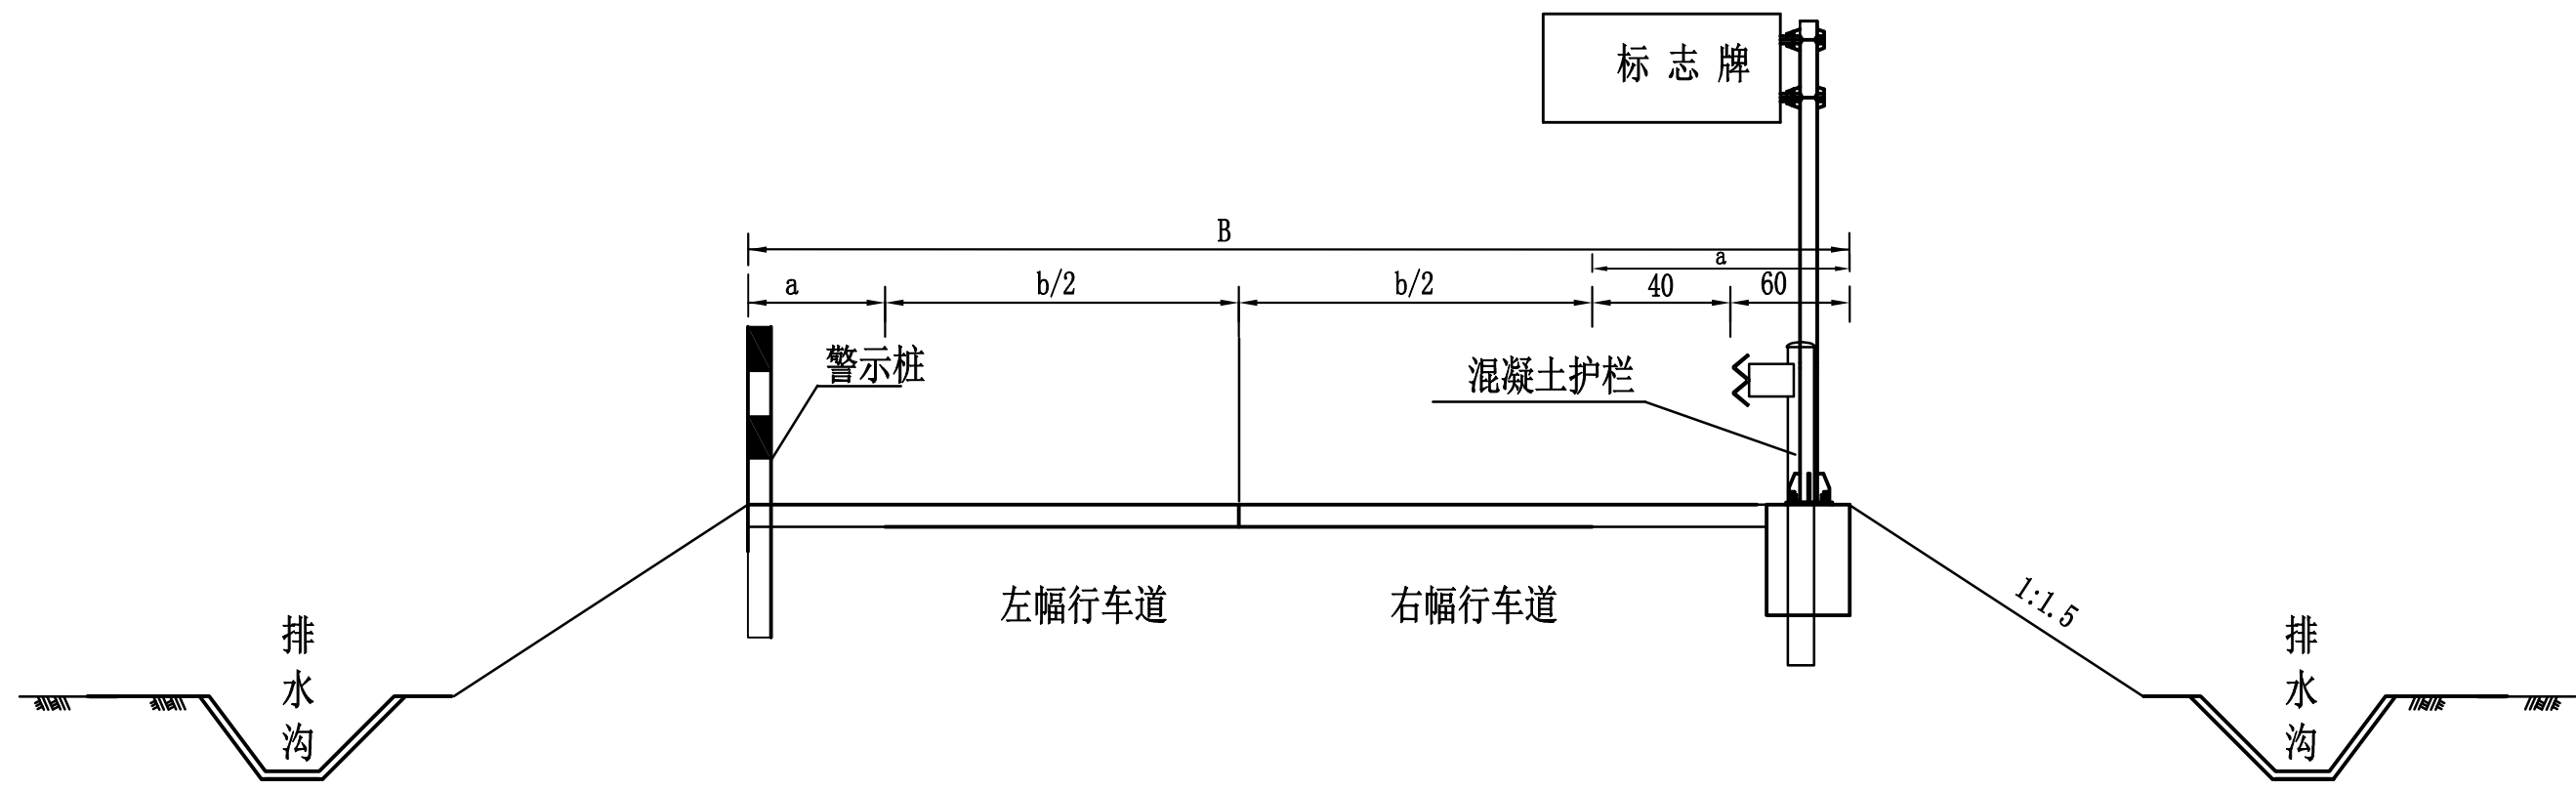 标志牌
B
a
a
b/2
b/2
40
60
警示桩
混凝土护栏
左幅行车道
右幅行车道
1:1.5
排水沟
排水沟